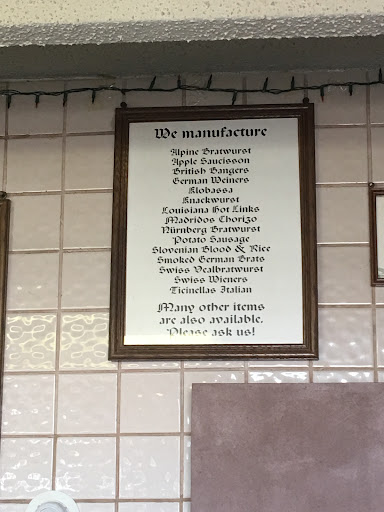 We manufacture
Alpine Bratwurst
Apple Saucisson
British Bangers
German Weiners
Klobassa
Knackwurst
Louisiana Hot Links
Madridos Chorizo
Nürnberg Bratwurst
Potato Sausage
Slovenian Blood & Rice
Smoked German Brats
Swiss Vealbratwurst
Swiss Wieners
Ticinellas Italian
Many other items
are also available.
Please ask us!